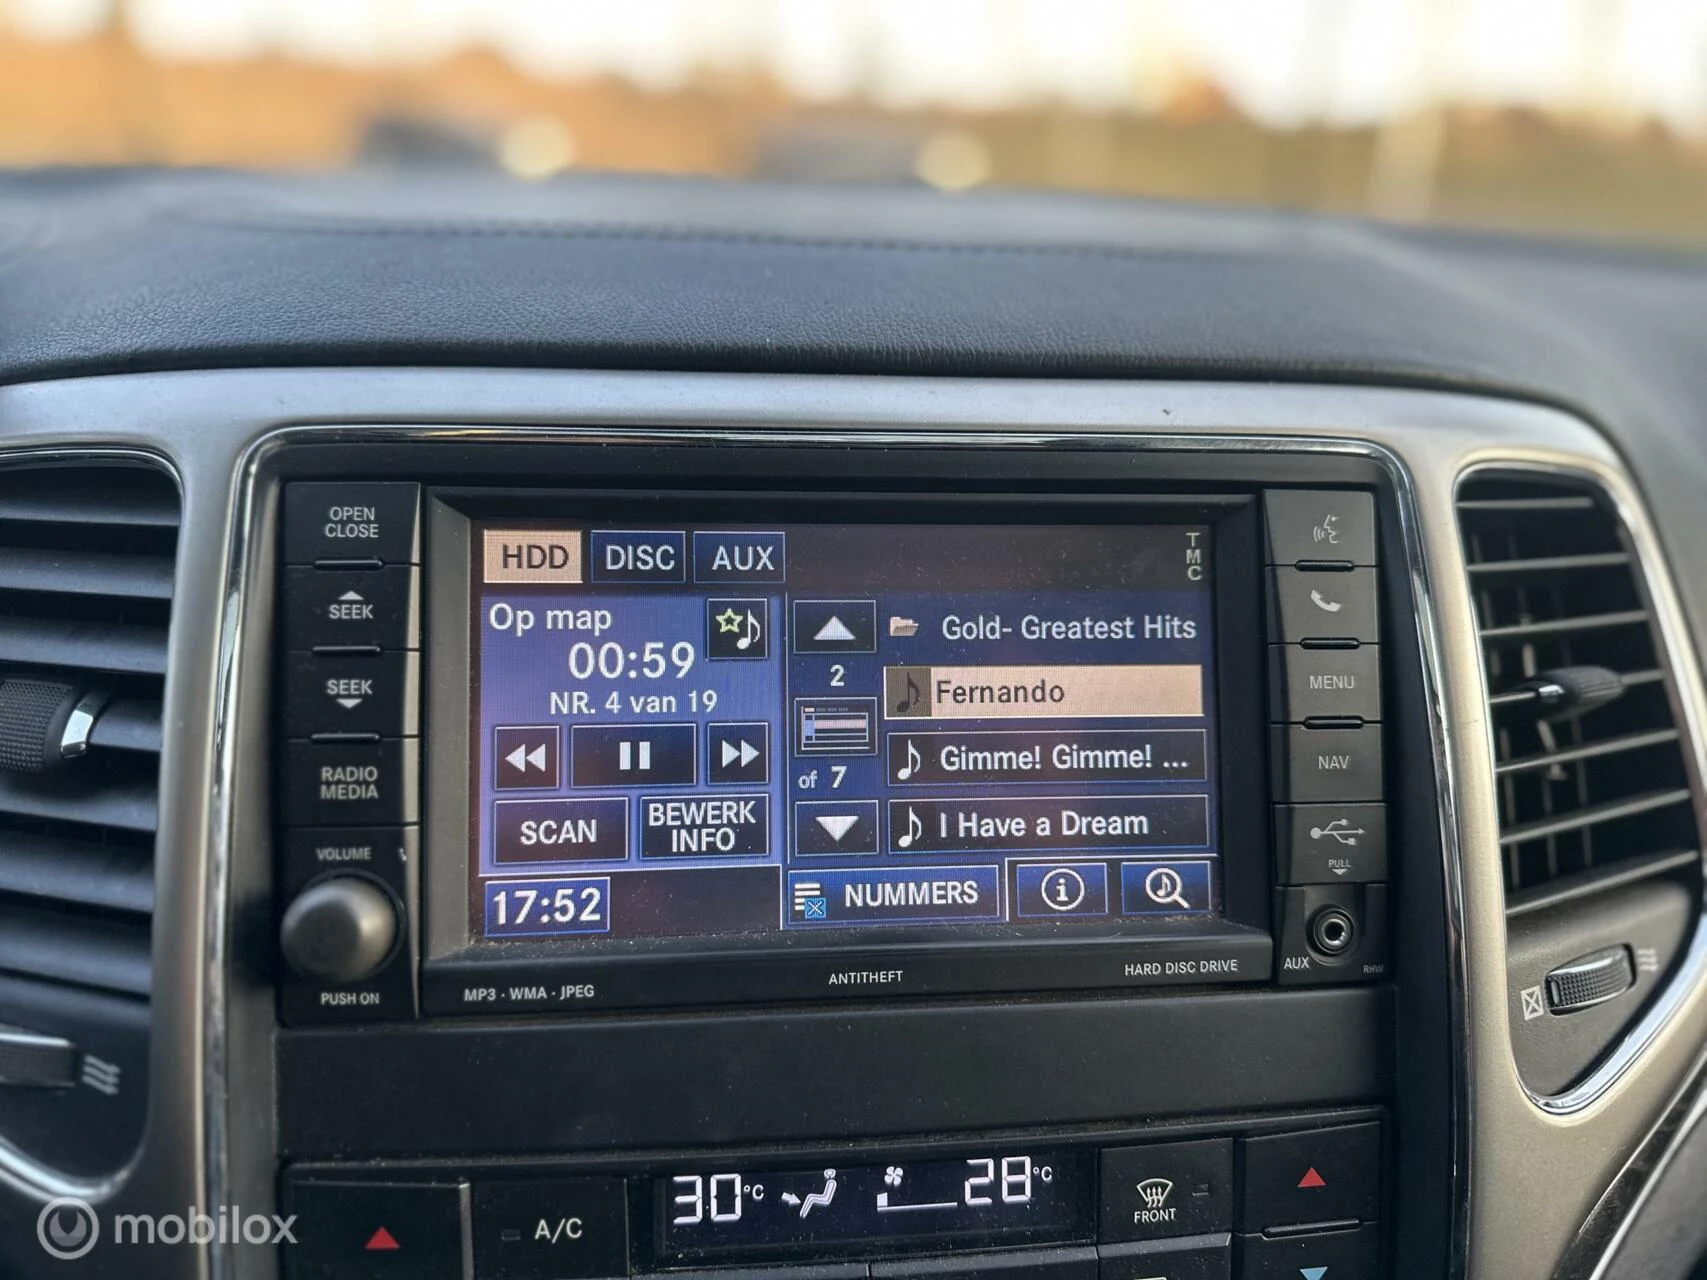 OPEN
CLOSE
SEEK
SEEK
RADIO
MEDIA
VOLUME
PUSH ON
HDD DISC AUX
TMC
Op map
00:59
NR. 4 van 19
SCAN
BEWERK
INFO
17:52
2
of 7
Gold- Greatest Hits
Fernando
Gimme! Gimme! ...
I Have a Dream
NUMMERS
i
MENU
NAV
PULL
AUX
RHW
MP3 · WMA · JPEG
ANTITHEFT
HARD DISC DRIVE
A/C
30°C
28°C
FRONT
mobilox